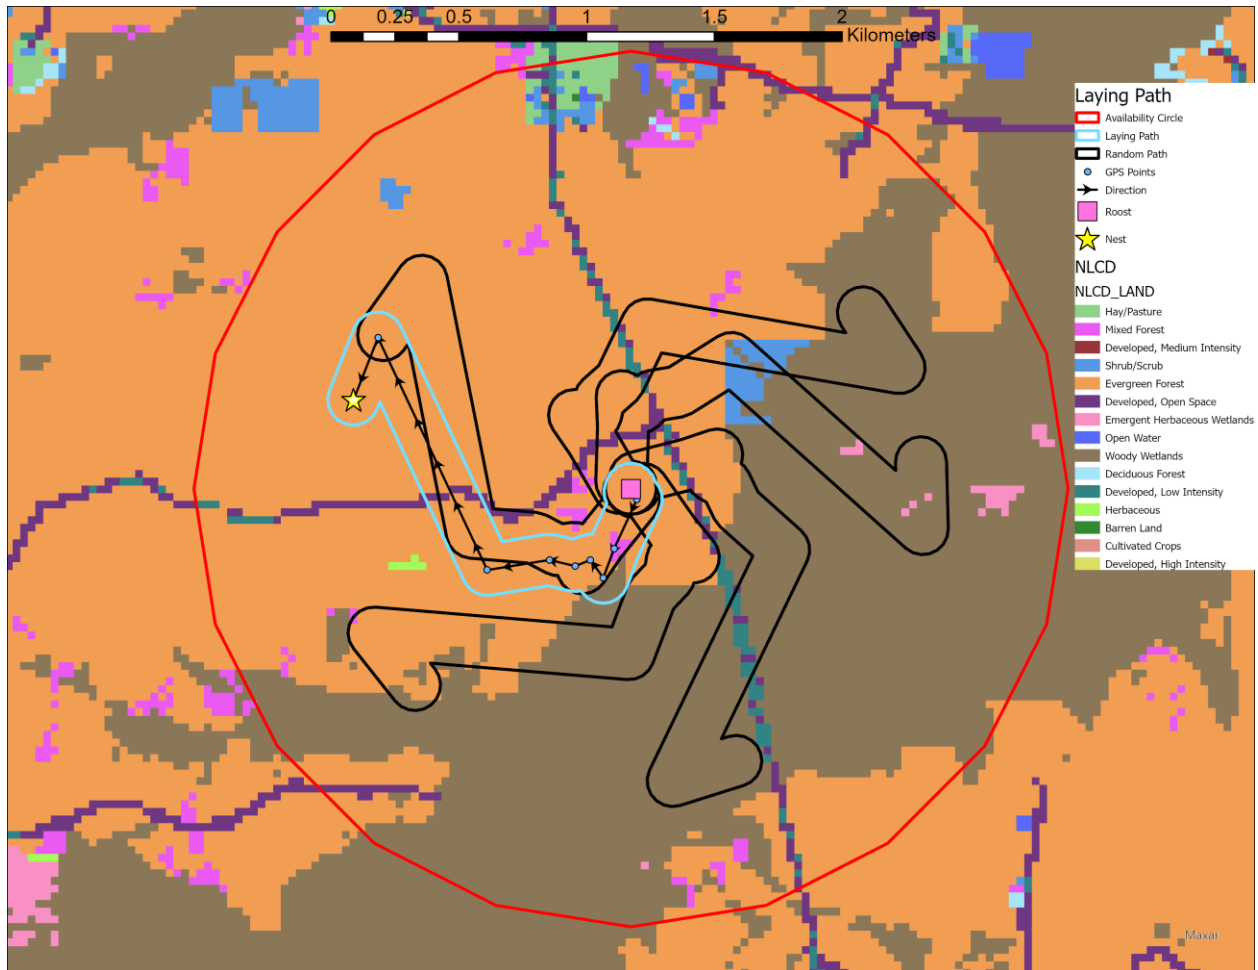 0 0.25 0.5 1 1.5 2
Kilometers
Laying Path
Availability Circle
Laying Path
Random Path
GPS Points
Direction
Roost
Nest
NLCD
NLCD_LAND
Hay/Pasture
Mixed Forest
Developed, Medium Intensity
Shrub/Scrub
Evergreen Forest
Developed, Open Space
Emergent Herbaceous Wetlands
Open Water
Woody Wetlands
Deciduous Forest
Developed, Low Intensity
Herbaceous
Barren Land
Cultivated Crops
Developed, High Intensity
Maxar